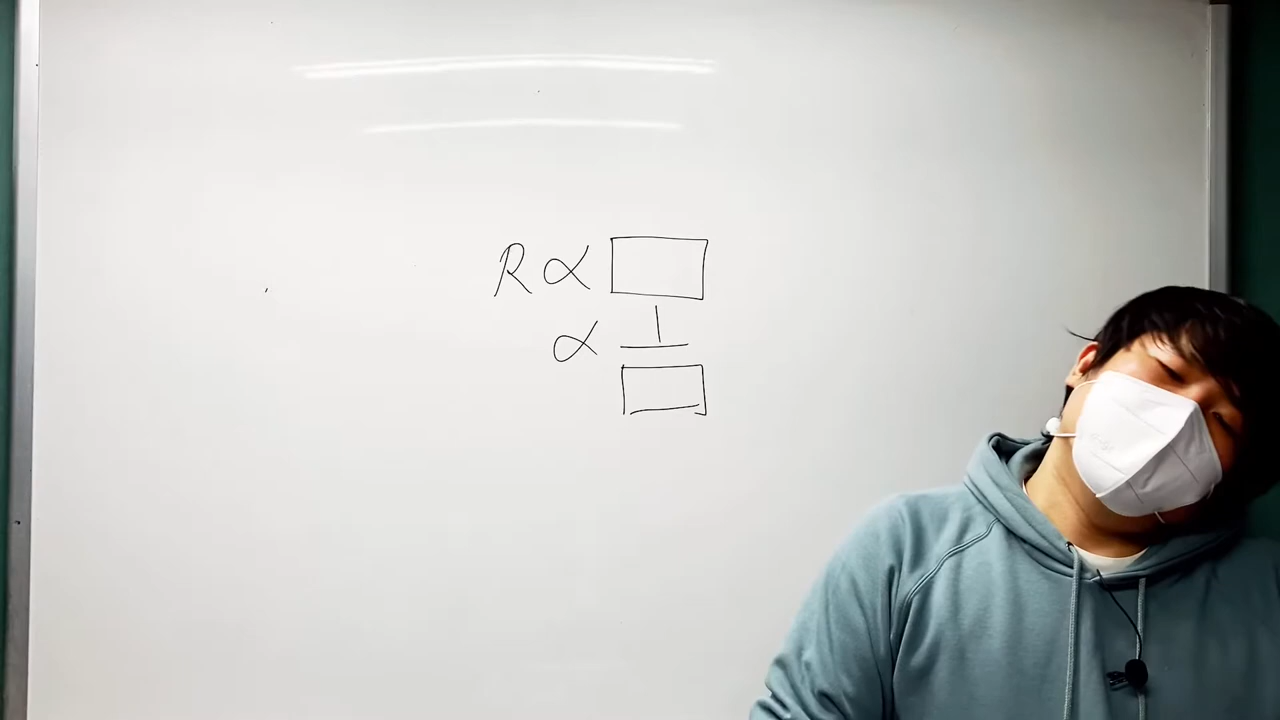 R ∝ □
∝ 1/□